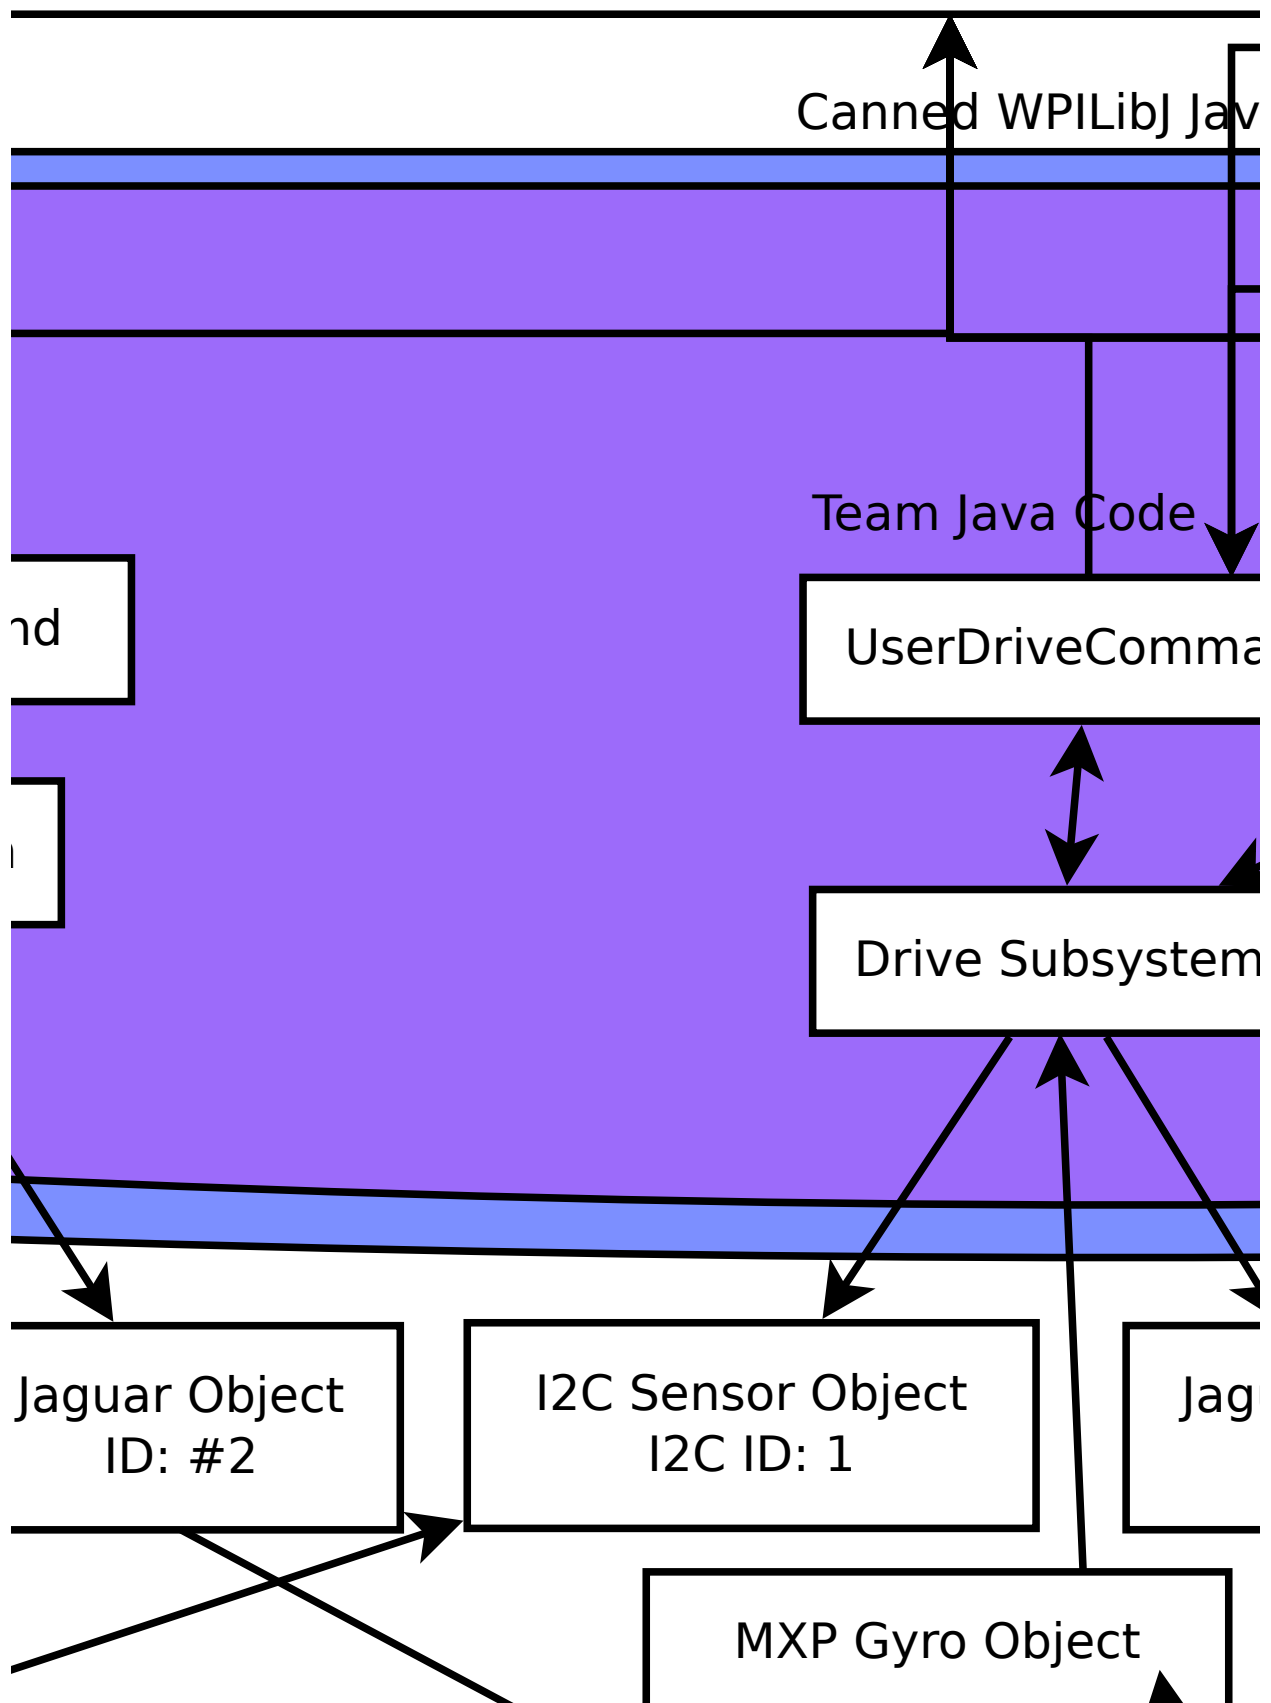 Canned WPILibJ Jav
Team Java Code
nd
UserDriveComma
Drive Subsystem
Jaguar Object
ID: #2
I2C Sensor Object
I2C ID: 1
Jag
MXP Gyro Object